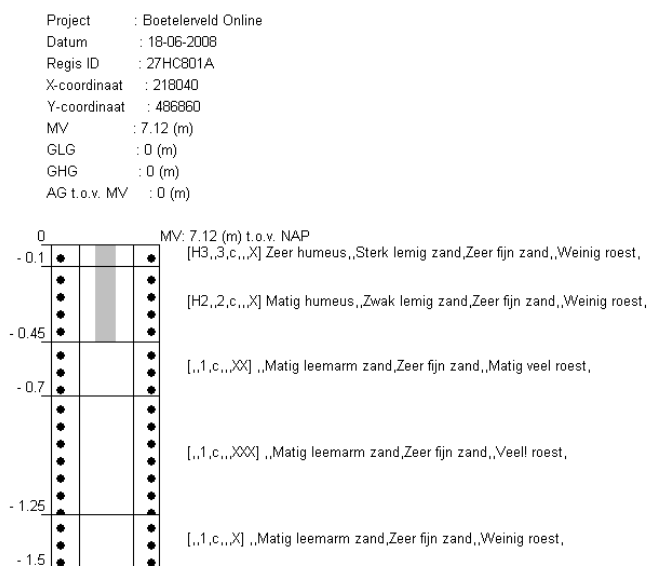 Project : Boetelerveld Online
Datum : 18-06-2008
Regis ID : 27HC801A
X-coordinaat : 218040
Y-coordinaat : 486860
MV : 7.12 (m)
GLG : 0 (m)
GHG : 0 (m)
AG t.o.v. MV : 0 (m)
0 MV: 7.12 (m) t.o.v. NAP
- 0.1 [H3,,3,c,,,X] Zeer humeus,,Sterk lemig zand,Zeer fijn zand,,Weinig roest,
[H2,,2,c,,,X] Matig humeus,,Zwak lemig zand,Zeer fijn zand,,Weinig roest,
- 0.45
[,,1,c,,,XX] ,,Matig leemarm zand,Zeer fijn zand,,Matig veel roest,
- 0.7
[,,1,c,,,XXX] ,,Matig leemarm zand,Zeer fijn zand,,Veel! roest,
- 1.25
[,,1,c,,,X] ,,Matig leemarm zand,Zeer fijn zand,,Weinig roest,
- 1.5